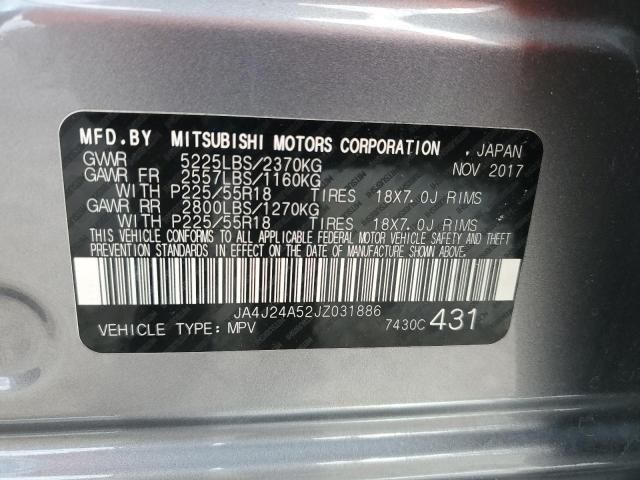 MFD.BY MITSUBISHI MOTORS CORPORATION . JAPAN
GVWR 5225LBS/2370KG NOV 2017
GAWR FR 2557LBS/1160KG
WITH P225/55R18 TIRES 18X7.0J RIMS
GAWR RR 2800LBS/1270KG
WITH P225/55R18 TIRES 18X7.0J RIMS
THIS VEHICLE CONFORMS TO ALL APPLICABLE FEDERAL MOTOR VEHICLE SAFETY AND THEFT
PREVENTION STANDARDS IN EFFECT ON THE DATE OF MANUFACTURE SHOWN ABOVE.
JA4J24A52JZ031886
VEHICLE TYPE: MPV 7430C 431